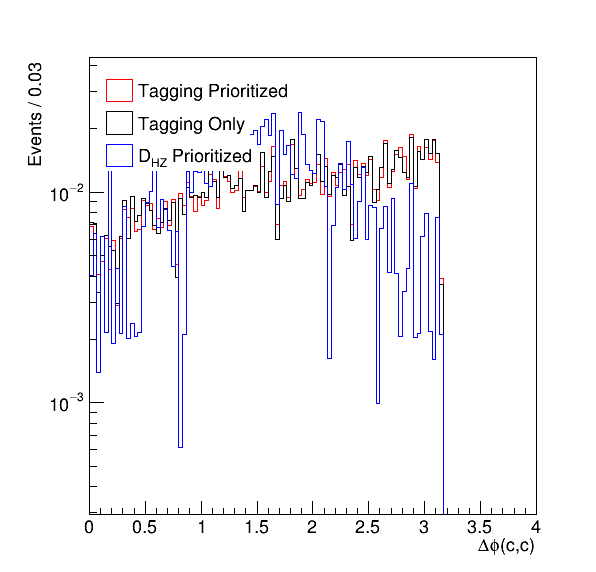 Events / 0.03
Tagging Prioritized
Tagging Only
D_HZ Prioritized
10^−2
10^−3
0 0.5 1 1.5 2 2.5 3 3.5 4
Δϕ(c,c)